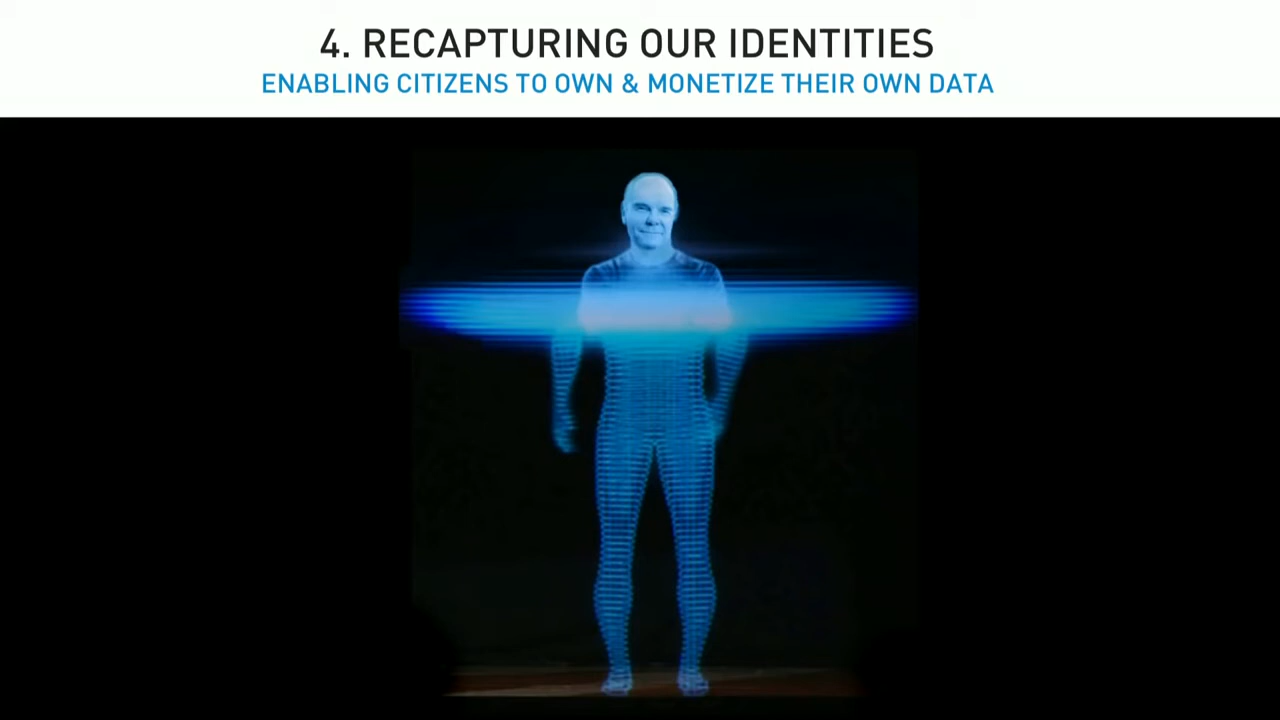 4. RECAPTURING OUR IDENTITIES
ENABLING CITIZENS TO OWN & MONETIZE THEIR OWN DATA